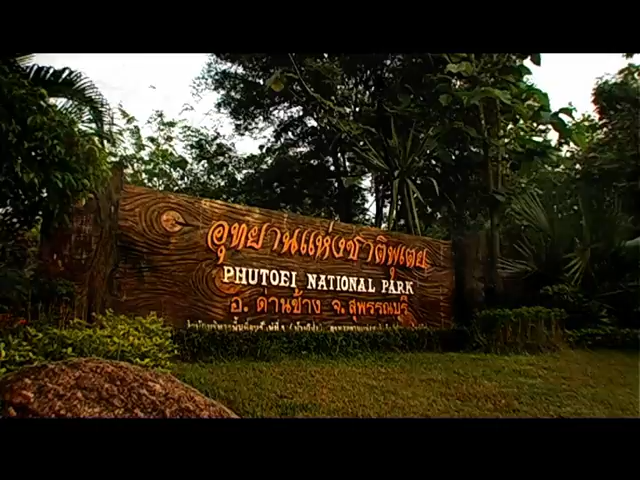 อุทยานแห่งชาติพุเตย
PHUTOEI NATIONAL PARK
อ. ด่านช้าง จ. สุพรรณบุรี